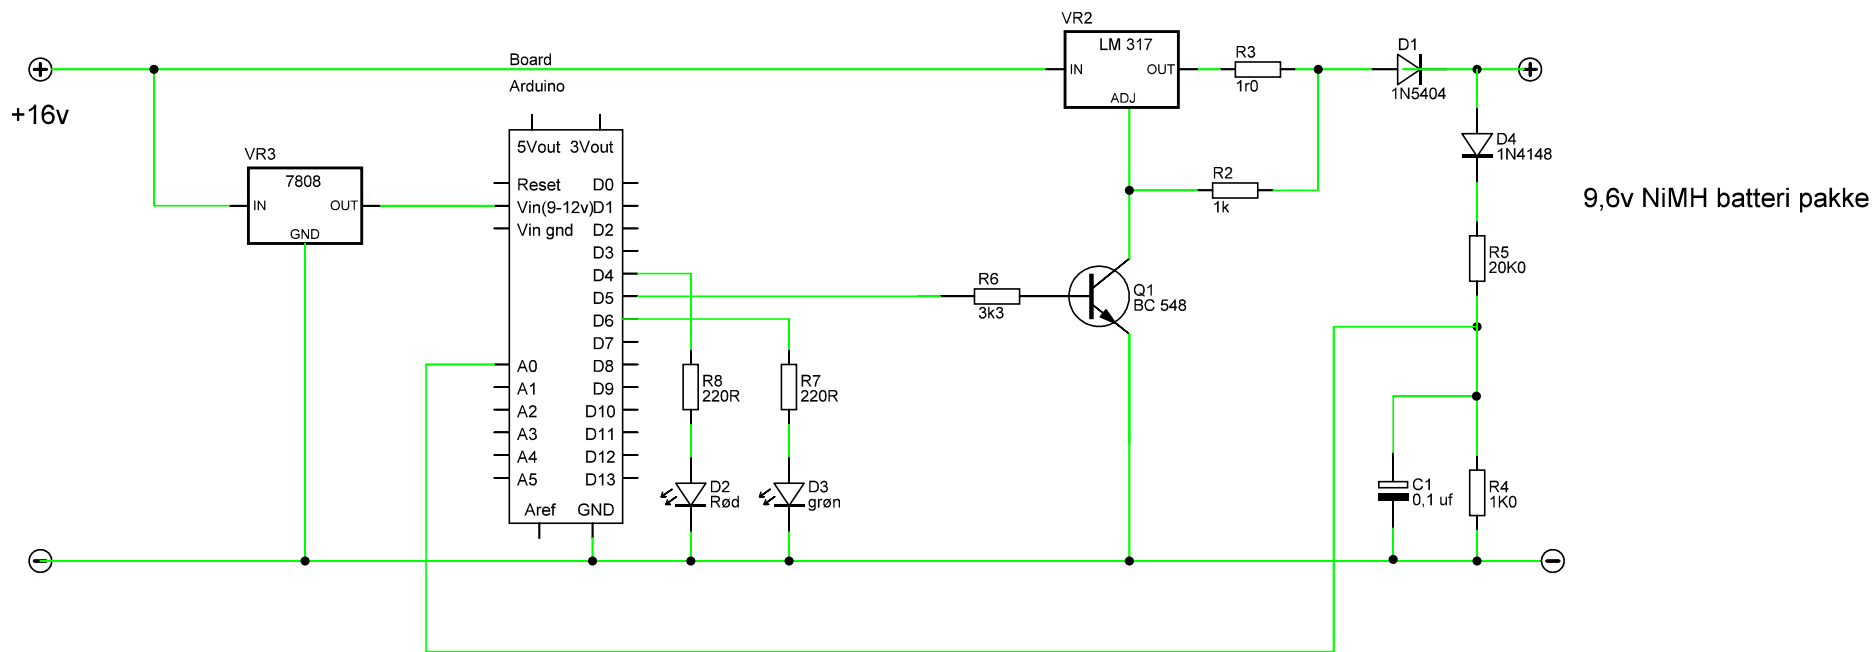 VR2
Board
Arduino
LM 317
IN
OUT
ADJ
R3
1r0
D1
1N5404
+16v
VR3
7808
IN
OUT
GND
5Vout 3Vout
Reset D0
Vin(9-12v) D1
Vin gnd D2
D3
D4
D5
D6
D7
A0 D8
A1 D9
A2 D10
A3 D11
A4 D12
A5 D13
Aref GND
R2
1k
D4
1N4148
9,6v NiMH batteri pakke
R5
20K0
R6
3k3
Q1
BC 548
R8
220R
R7
220R
D2
Rød
D3
grøn
C1
0,1 uf
R4
1K0